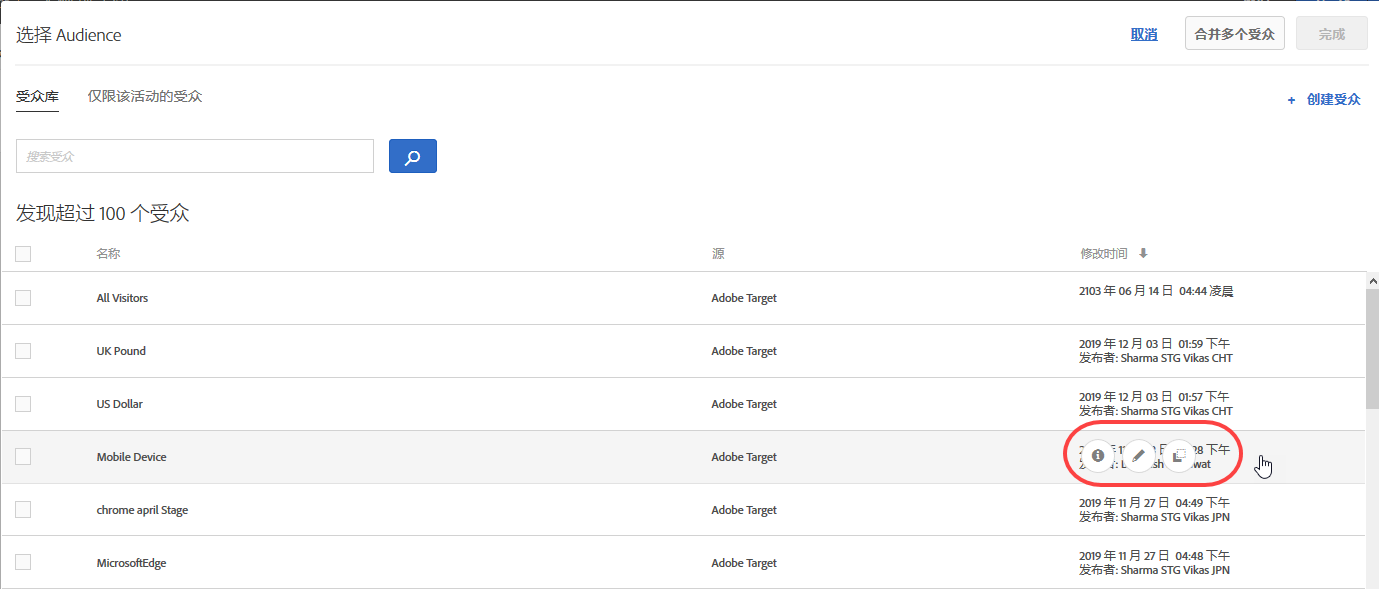 选择 Audience
取消
合并多个受众
完成
受众库
仅限该活动的受众
+ 创建受众
搜索受众
发现超过 100 个受众
名称
源
修改时间
All Visitors
Adobe Target
2103 年 06 月 14 日 04:44 凌晨
UK Pound
Adobe Target
2019 年 12 月 03 日 01:59 下午
发布者: Sharma STG Vikas CHT
US Dollar
Adobe Target
2019 年 12 月 03 日 01:57 下午
发布者: Sharma STG Vikas CHT
Mobile Device
Adobe Target
下午
chrome april Stage
Adobe Target
2019 年 11 月 27 日 04:49 下午
发布者: Sharma STG Vikas JPN
MicrosoftEdge
Adobe Target
2019 年 11 月 27 日 04:48 下午
发布者: Sharma STG Vikas JPN